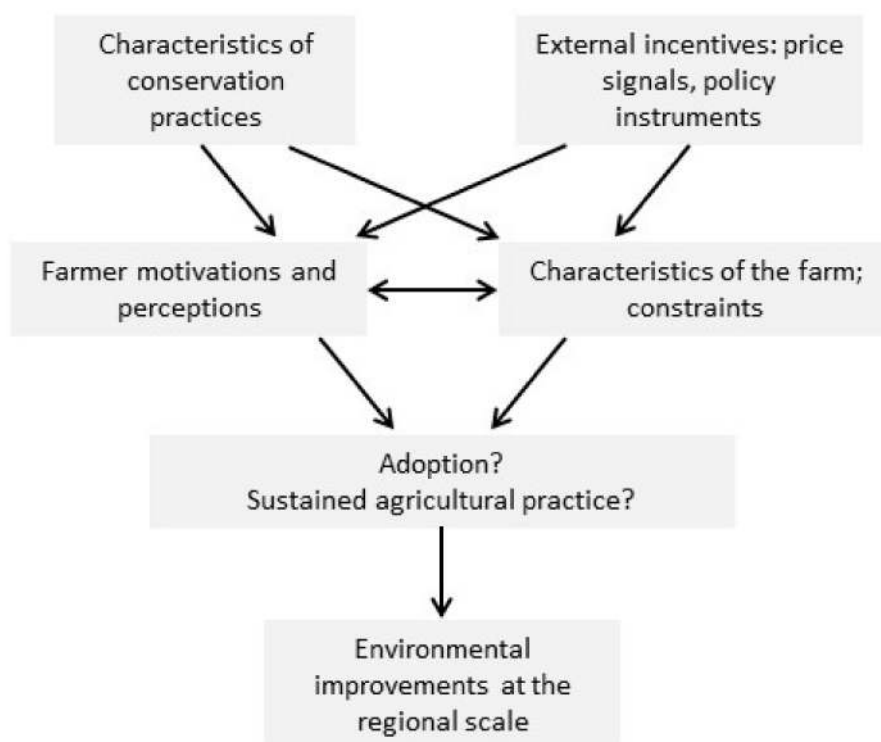 Characteristics of
conservation
practices
External incentives: price
signals, policy
instruments
Farmer motivations and
perceptions
Characteristics of the farm;
constraints
Adoption?
Sustained agricultural practice?
Environmental
improvements at the
regional scale